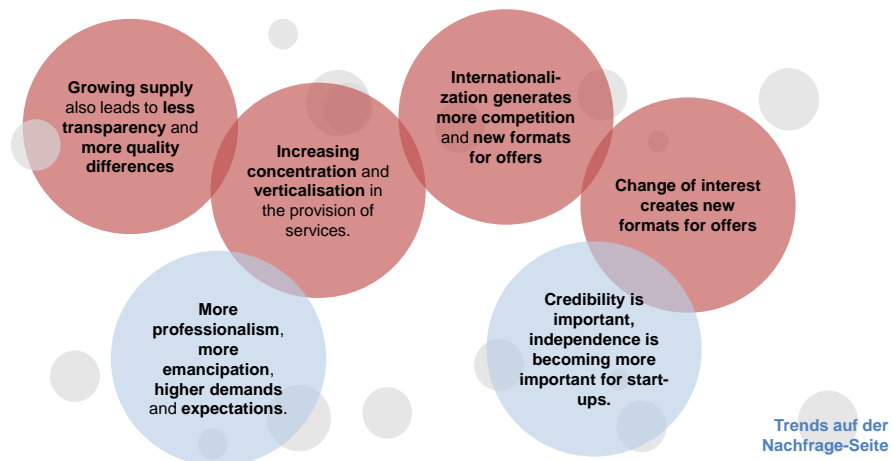 Growing supply
also leads to less
transparency and
more quality
differences
Increasing
concentration and
verticalisation in
the provision of
services.
Internationali-
zation generates
more competition
and new formats
for offers
Change of interest
creates new
formats for offers
More
professionalism,
more
emancipation,
higher demands
and expectations.
Credibility is
important,
independence is
becoming more
important for start-
ups.
Trends auf der
Nachfrage-Seite